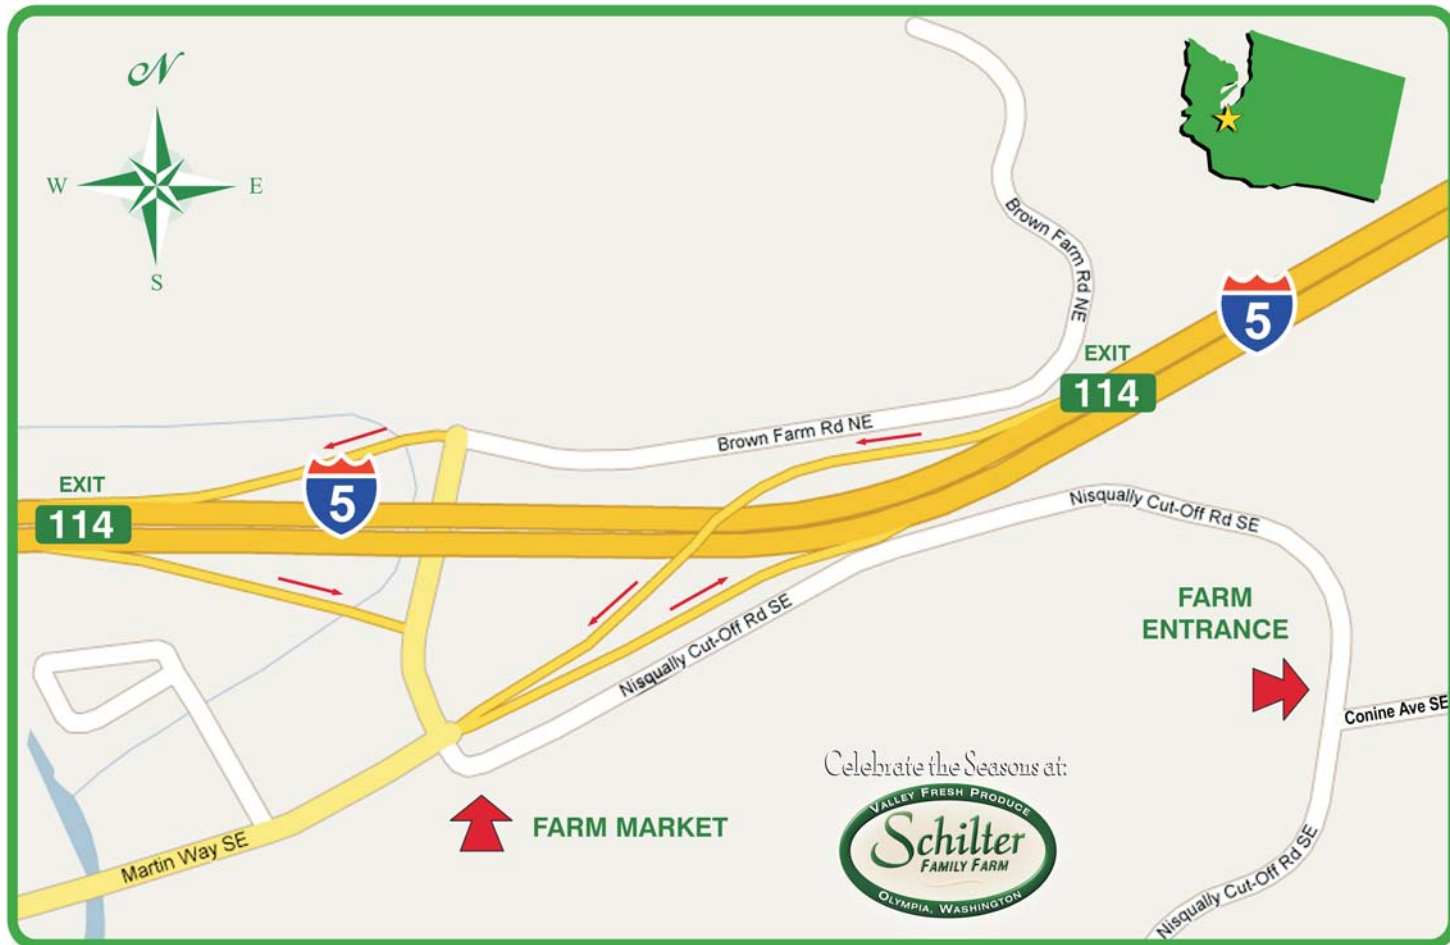 N
W
E
S
Brown Farm Rd NE
5
EXIT
114
Brown Farm Rd NE
EXIT
114
5
Nisqually Cut-Off Rd SE
Nisqually Cut-Off Rd SE
FARM
ENTRANCE
Conine Ave SE
Celebrate the Seasons at:
VALLEY FRESH PRODUCE
Schilter
FAMILY FARM
OLYMPIA, WASHINGTON
FARM MARKET
Martin Way SE
Nisqually Cut-Off Rd SE